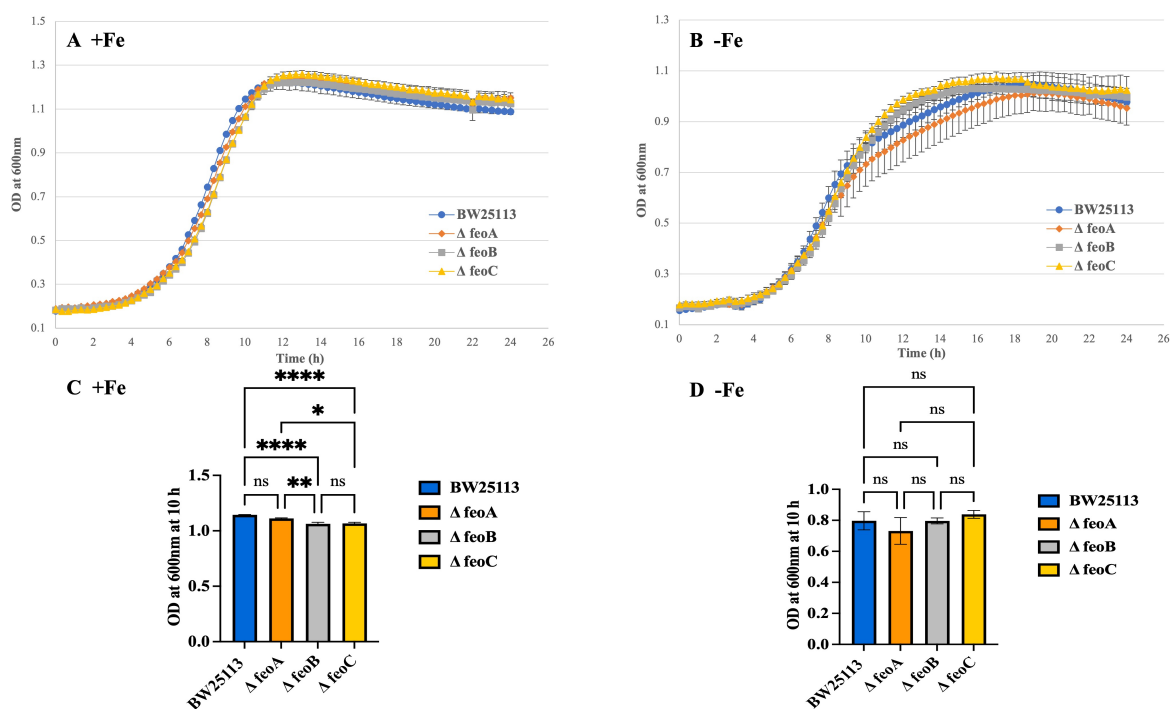 A +Fe
1.5
1.3
1.1
0.9
0.7
0.5
0.3
0.1
OD at 600nm
0 2 4 6 8 10 12 14 16 18 20 22 24 26
Time (h)
BW25113
Δ feoA
Δ feoB
Δ feoC
B -Fe
1.3
1.1
0.9
0.7
0.5
0.3
0.1
OD at 600nm
0 2 4 6 8 10 12 14 16 18 20 22 24 26
Time (h)
BW25113
Δ feoA
Δ feoB
Δ feoC
C +Fe
****
*
****
ns ** ns
1.5
1.0
0.5
0.0
OD at 600nm at 10 h
BW25113
Δ feoA
Δ feoB
Δ feoC
BW25113
Δ feoA
Δ feoB
Δ feoC
D -Fe
ns
ns
ns
ns ns ns
1.0
0.8
0.6
0.4
0.2
0.0
OD at 600nm at 10 h
BW25113
Δ feoA
Δ feoB
Δ feoC
BW25113
Δ feoA
Δ feoB
Δ feoC